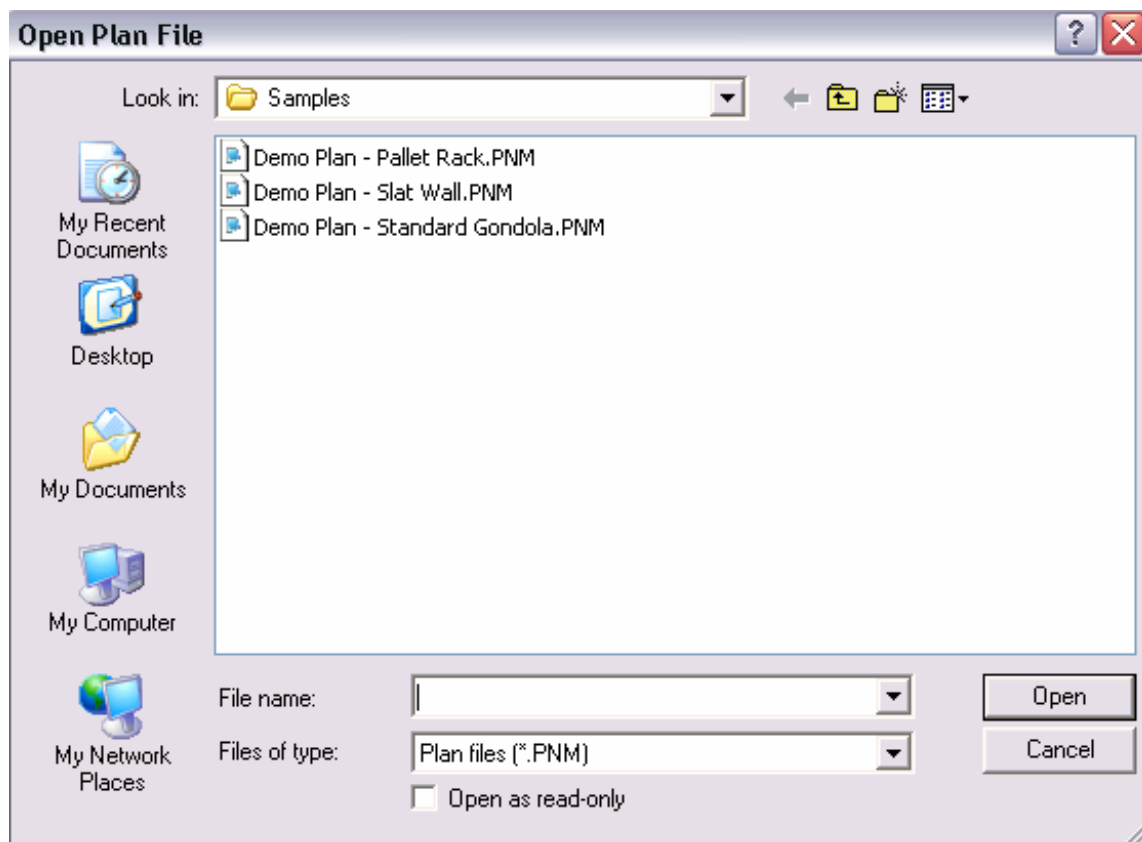 Open Plan File
Look in: Samples
Demo Plan - Pallet Rack.PNM
Demo Plan - Slat Wall.PNM
Demo Plan - Standard Gondola.PNM
My Recent
Documents
Desktop
My Documents
My Computer
My Network
Places
File name:
Open
Files of type: Plan files (*.PNM)
Cancel
Open as read-only